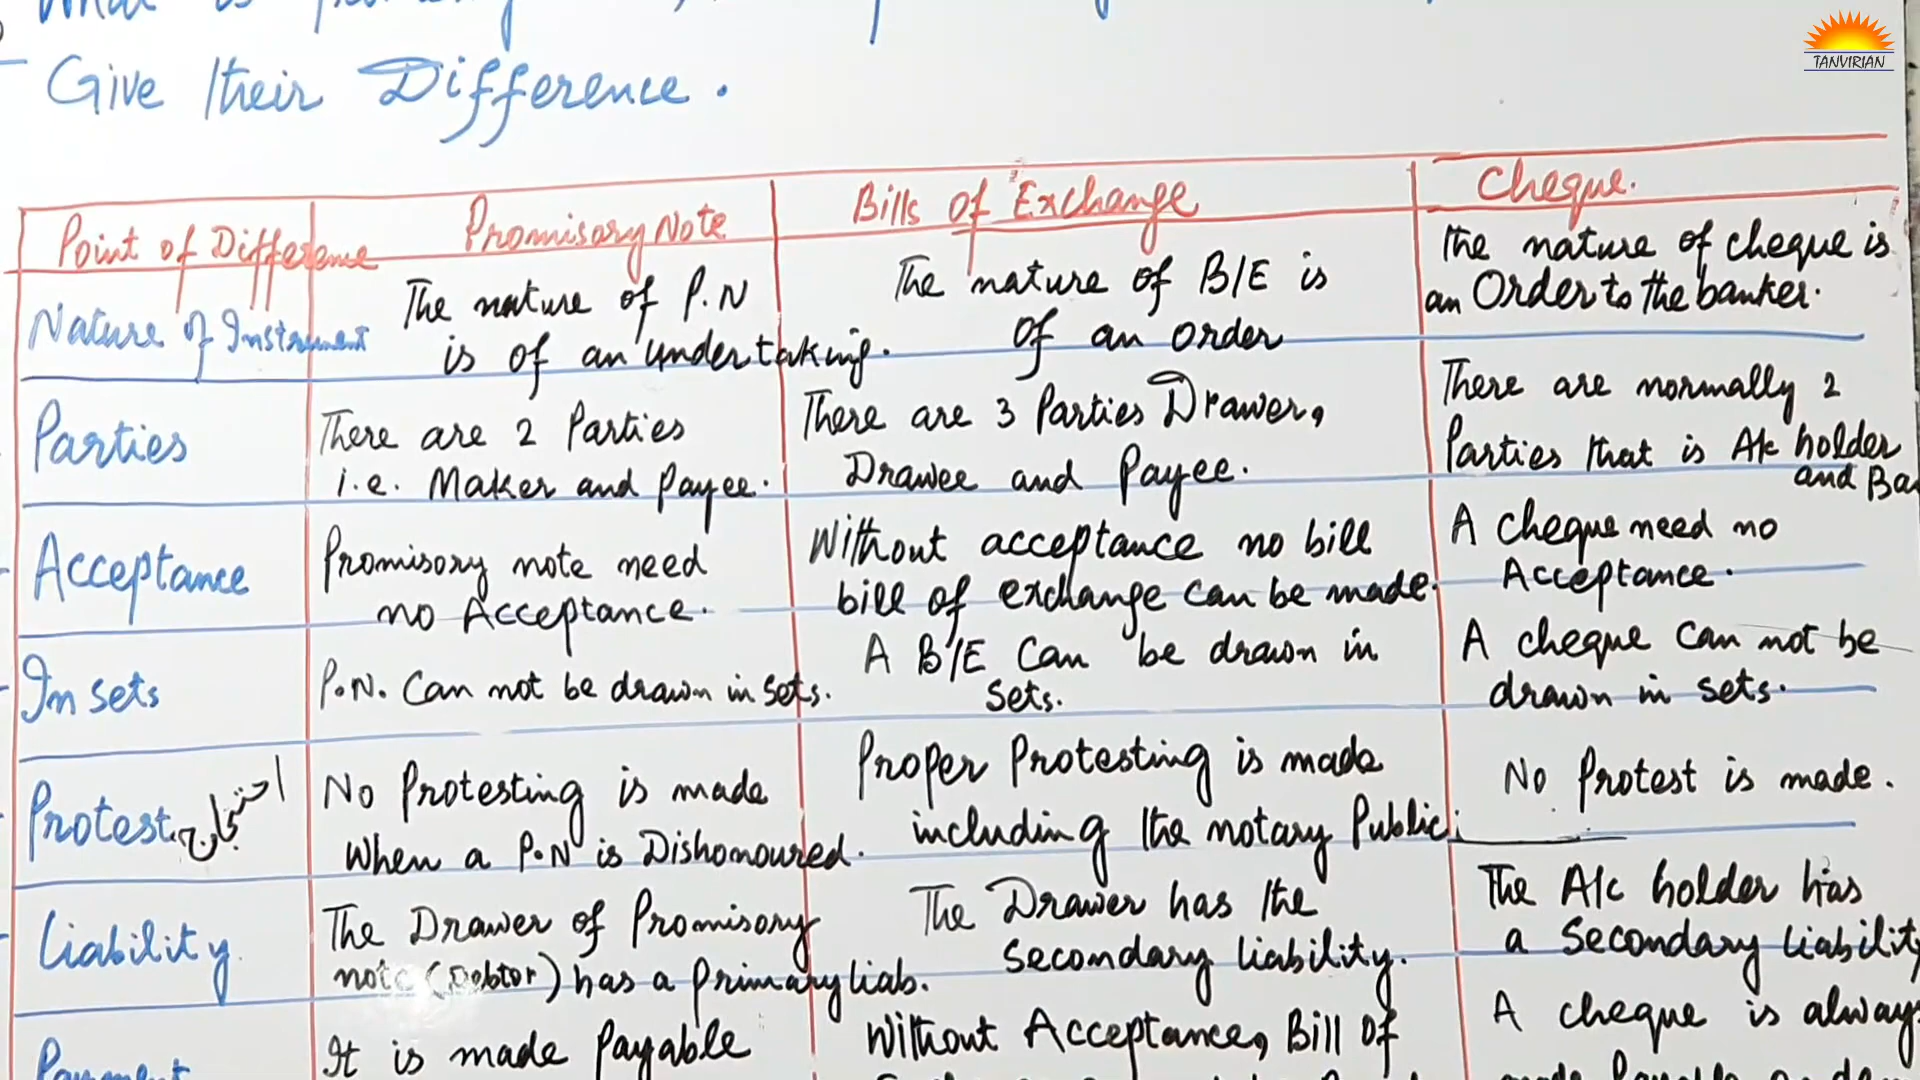 TANVIRIAN
Give their Difference.
Point of Difference
Promisory Note
Bills of Exchange
Cheque.
Nature of Instrument
The nature of P.N
is of an undertaking.
The nature of B/E is
of an order
The nature of cheque is
an Order to the banker.
Parties
There are 2 Parties
i.e. Maker and payee.
There are 3 Parties Drawer,
Drawee and Payee.
There are normally 2
Parties that is A/c holder
and Ba
Acceptance
Promisory note need
no Acceptance.
Without acceptance no bill
bill of exchange can be made.
A cheque need no
Acceptance.
In sets
P.N. Can not be drawn in sets.
A B/E Can be drawn in
Sets.
A cheque can not be
drawn in sets.
Protest احتجاج
No Protesting is made
When a P.N is Dishonoured.
Proper Protesting is made
including the notary Public.
No Protest is made.
Liability.
The Drawer of Promisory
note (Debtor) has a primary liab.
The Drawer has the
secondary liability.
The A/c holder has
a Secondary liability
Payment
It is made Payable
Without Acceptance, Bill of
A cheque is always